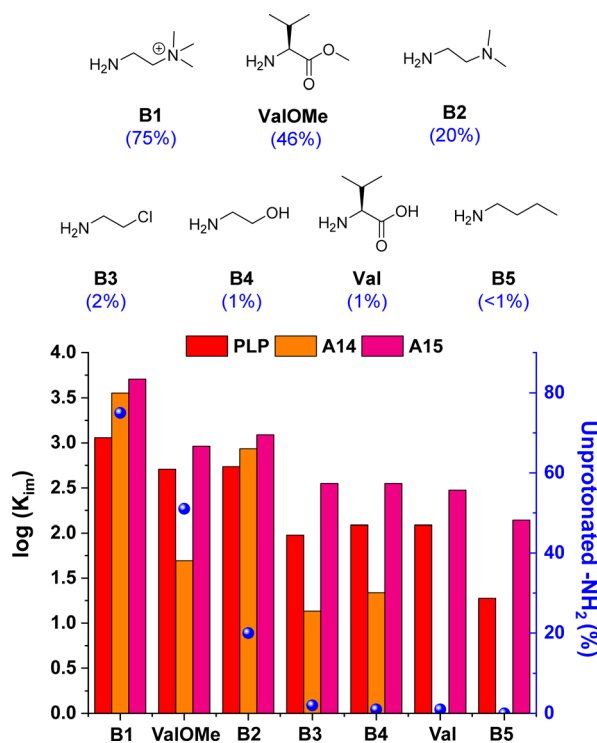 H₂N ⊕ N
B1
(75%)
H₂N O O
ValOMe
(46%)
H₂N N
B2
(20%)
H₂N Cl
B3
(2%)
H₂N OH
B4
(1%)
H₂N OH O
Val
(1%)
H₂N
B5
(<1%)
PLP A14 A15
4.0
3.5
3.0
2.5
2.0
1.5
1.0
0.5
0.0
log (Kim)
80
60
40
20
0
Unprotonated -NH₂ (%)
B1 ValOMe B2 B3 B4 Val B5